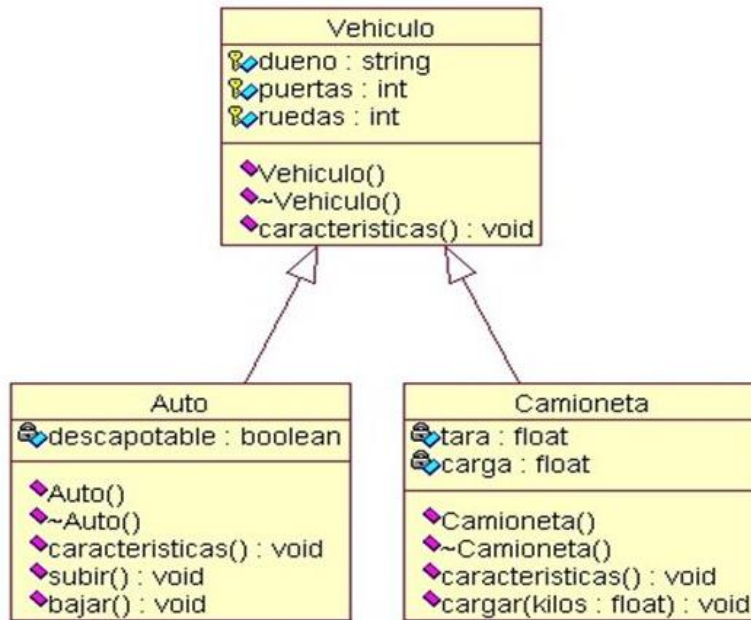 Vehiculo
dueno : string
puertas : int
ruedas : int
Vehiculo()
~Vehiculo()
caracteristicas() : void
Auto
descapotable : boolean
Auto()
~Auto()
caracteristicas() : void
subir() : void
bajar() : void
Camioneta
tara : float
carga : float
Camioneta()
~Camioneta()
caracteristicas() : void
cargar(kilos : float) : void